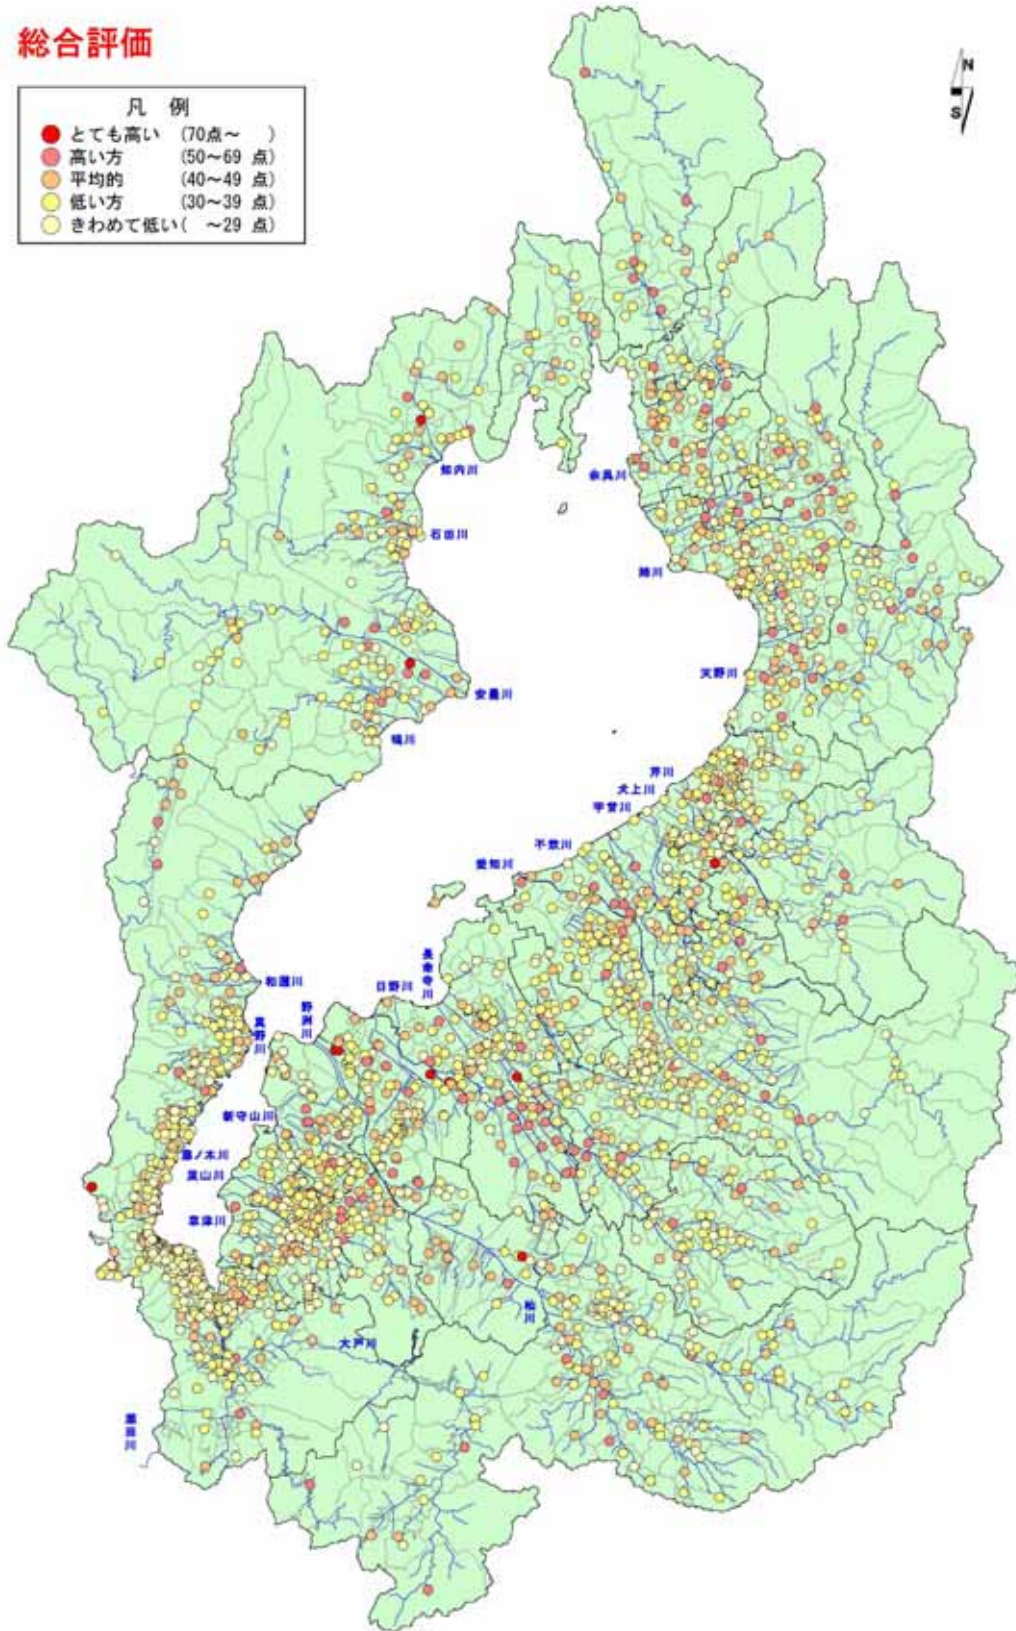 総合評価
凡 例
とても高い (70点～ )
高い方 (50～69 点)
平均的 (40～49 点)
低い方 (30～39 点)
きわめて低い( ～29 点)
N
S
知内川
余呉川
石田川
姉川
天野川
安曇川
鴨川
芹川
犬上川
宇曽川
不飲川
愛知川
長命寺川
日野川
野洲川
和邇川
真野川
新守山川
葉山川
草津川
杣川
大戸川